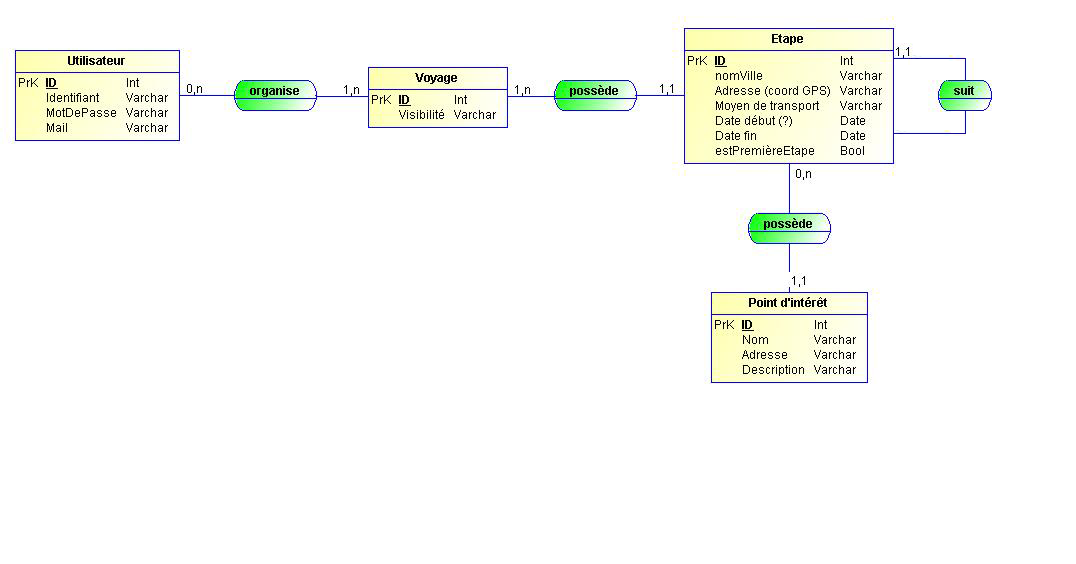 Utilisateur
PrK ID Int
Identifiant Varchar
MotDePasse Varchar
Mail Varchar
0,n
organise
1,n
Voyage
PrK ID Int
Visibilité Varchar
1,n
possède
1,1
Etape
PrK ID Int
nomVille Varchar
Adresse (coord GPS) Varchar
Moyen de transport Varchar
Date début (?) Date
Date fin Date
estPremièreEtape Bool
1,1
suit
0,n
possède
1,1
Point d'intérêt
PrK ID Int
Nom Varchar
Adresse Varchar
Description Varchar